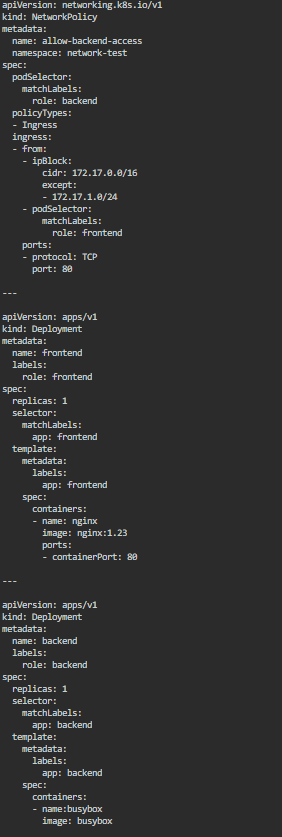 apiVersion: networking.k8s.io/v1
kind: NetworkPolicy
metadata:
  name: allow-backend-access
  namespace: network-test
spec:
  podSelector:
    matchLabels:
      role: backend
  policyTypes:
  - Ingress
  ingress:
  - from:
    - ipBlock:
        cidr: 172.17.0.0/16
        except:
        - 172.17.1.0/24
    - podSelector:
        matchLabels:
          role: frontend
    ports:
    - protocol: TCP
      port: 80

---

apiVersion: apps/v1
kind: Deployment
metadata:
  name: frontend
  labels:
    role: frontend
spec:
  replicas: 1
  selector:
    matchLabels:
      app: frontend
  template:
    metadata:
      labels:
        app: frontend
    spec:
      containers:
      - name: nginx
        image: nginx:1.23
        ports:
        - containerPort: 80

---

apiVersion: apps/v1
kind: Deployment
metadata:
  name: backend
  labels:
    role: backend
spec:
  replicas: 1
  selector:
    matchLabels:
      app: backend
  template:
    metadata:
      labels:
        app: backend
    spec:
      containers:
      - name:busybox
        image: busybox